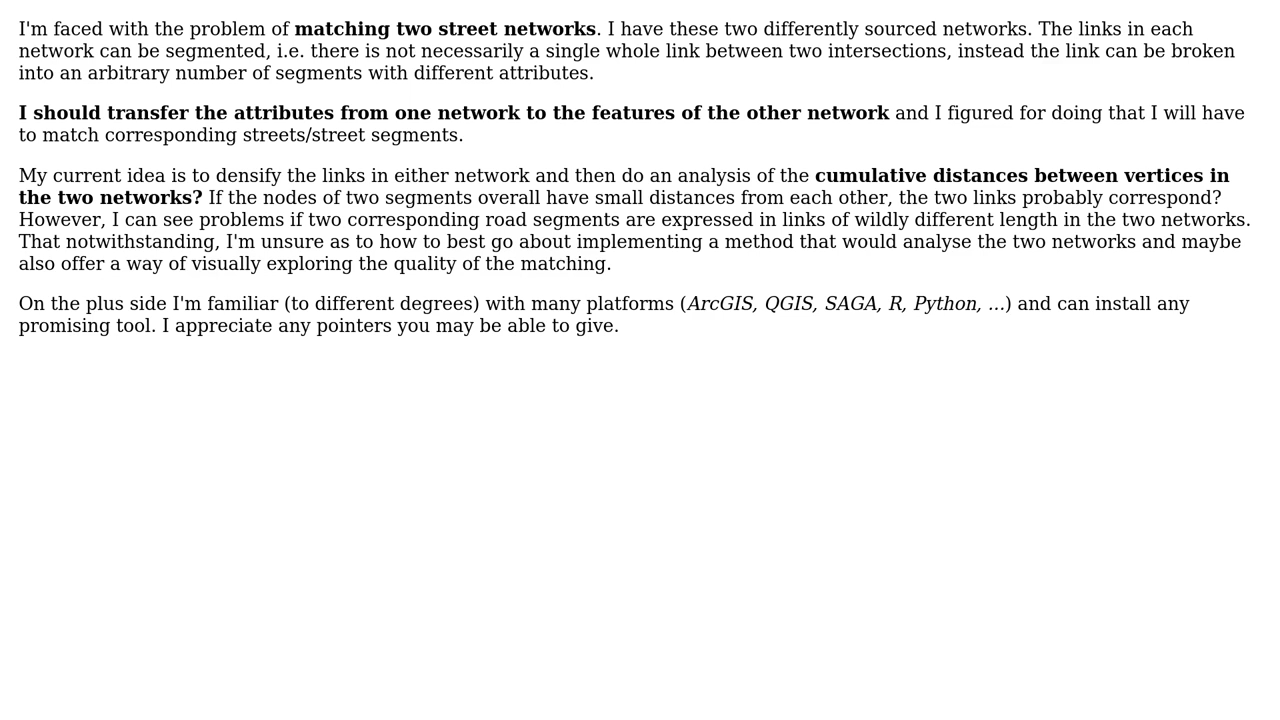 I'm faced with the problem of matching two street networks. I have these two differently sourced networks. The links in each
network can be segmented, i.e. there is not necessarily a single whole link between two intersections, instead the link can be broken
into an arbitrary number of segments with different attributes.
I should transfer the attributes from one network to the features of the other network and I figured for doing that I will have
to match corresponding streets/street segments.
My current idea is to densify the links in either network and then do an analysis of the cumulative distances between vertices in
the two networks? If the nodes of two segments overall have small distances from each other, the two links probably correspond?
However, I can see problems if two corresponding road segments are expressed in links of wildly different length in the two networks.
That notwithstanding, I'm unsure as to how to best go about implementing a method that would analyse the two networks and maybe
also offer a way of visually exploring the quality of the matching.
On the plus side I'm familiar (to different degrees) with many platforms (ArcGIS, QGIS, SAGA, R, Python, ...) and can install any
promising tool. I appreciate any pointers you may be able to give.